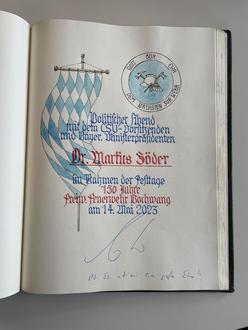 GOTT ZUR EHR
DEM NÄCHSTEN ZUR WEHR
Politischer Abend
mit dem CSU-Vorsitzenden
und Bayer. Ministerpräsidenten
Dr. Markus Söder
im Rahmen der Festtage
150 Jahre
Freiw. Feuerwehr
am 14. Mai 2023